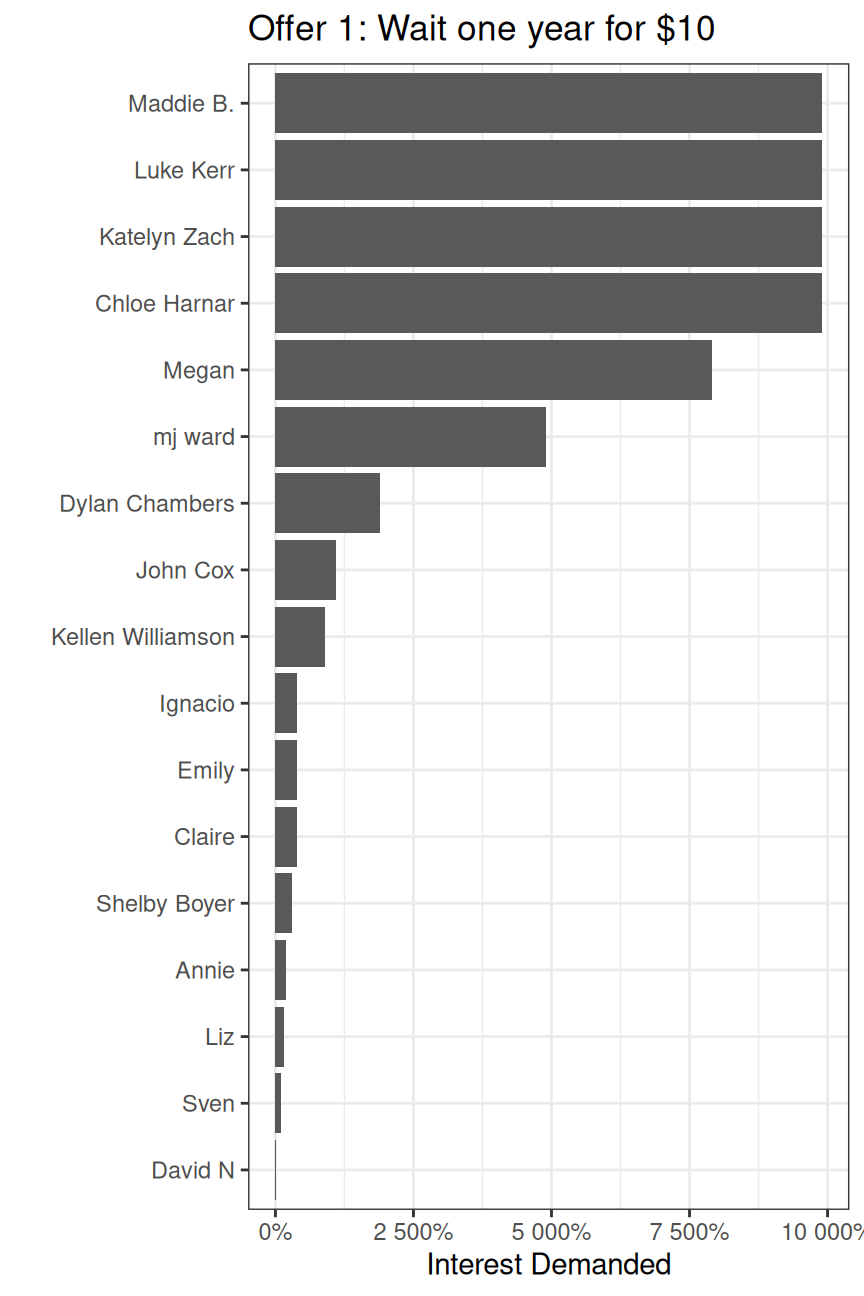 Offer 1: Wait one year for $10
Maddie B.
Luke Kerr
Katelyn Zach
Chloe Harnar
Megan
mj ward
Dylan Chambers
John Cox
Kellen Williamson
Ignacio
Emily
Claire
Shelby Boyer
Annie
Liz
Sven
David N
0% 2 500% 5 000% 7 500% 10 000%
Interest Demanded